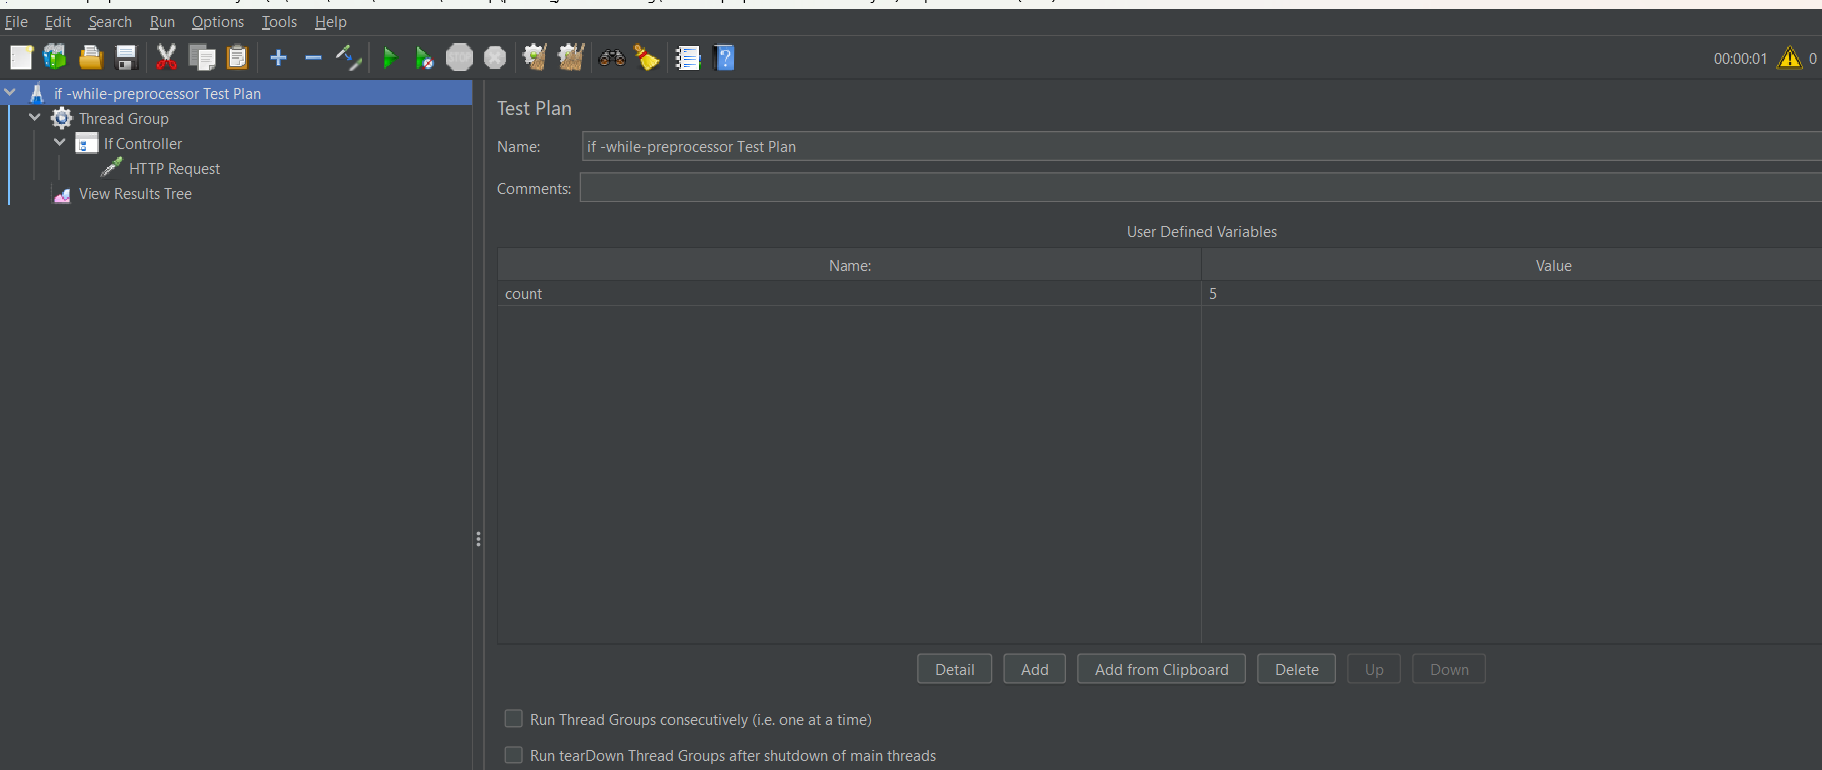 File Edit Search Run Options Tools Help
STOP
00:00:01 0
if -while-preprocessor Test Plan
Thread Group
If Controller
HTTP Request
View Results Tree
Test Plan
Name: if -while-preprocessor Test Plan
Comments:
User Defined Variables
Name: Value
count 5
Detail Add Add from Clipboard Delete Up Down
Run Thread Groups consecutively (i.e. one at a time)
Run tearDown Thread Groups after shutdown of main threads